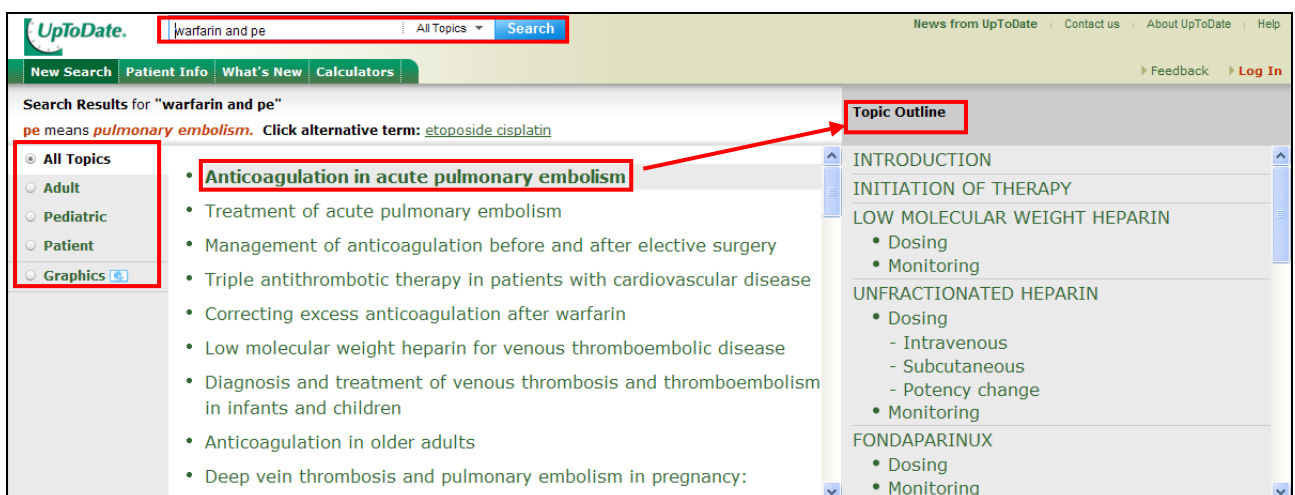 UpToDate.
warfarin and pe
All Topics
Search
News from UpToDate
Contact us
About UpToDate
Help
New Search
Patient Info
What's New
Calculators
Feedback
Log In
Search Results for "warfarin and pe"
pe means pulmonary embolism. Click alternative term: etoposide cisplatin
All Topics
Adult
Pediatric
Patient
Graphics
• Anticoagulation in acute pulmonary embolism
• Treatment of acute pulmonary embolism
• Management of anticoagulation before and after elective surgery
• Triple antithrombotic therapy in patients with cardiovascular disease
• Correcting excess anticoagulation after warfarin
• Low molecular weight heparin for venous thromboembolic disease
• Diagnosis and treatment of venous thrombosis and thromboembolism
in infants and children
• Anticoagulation in older adults
• Deep vein thrombosis and pulmonary embolism in pregnancy:
Topic Outline
INTRODUCTION
INITIATION OF THERAPY
LOW MOLECULAR WEIGHT HEPARIN
• Dosing
• Monitoring
UNFRACTIONATED HEPARIN
• Dosing
- Intravenous
- Subcutaneous
- Potency change
• Monitoring
FONDAPARINUX
• Dosing
• Monitoring